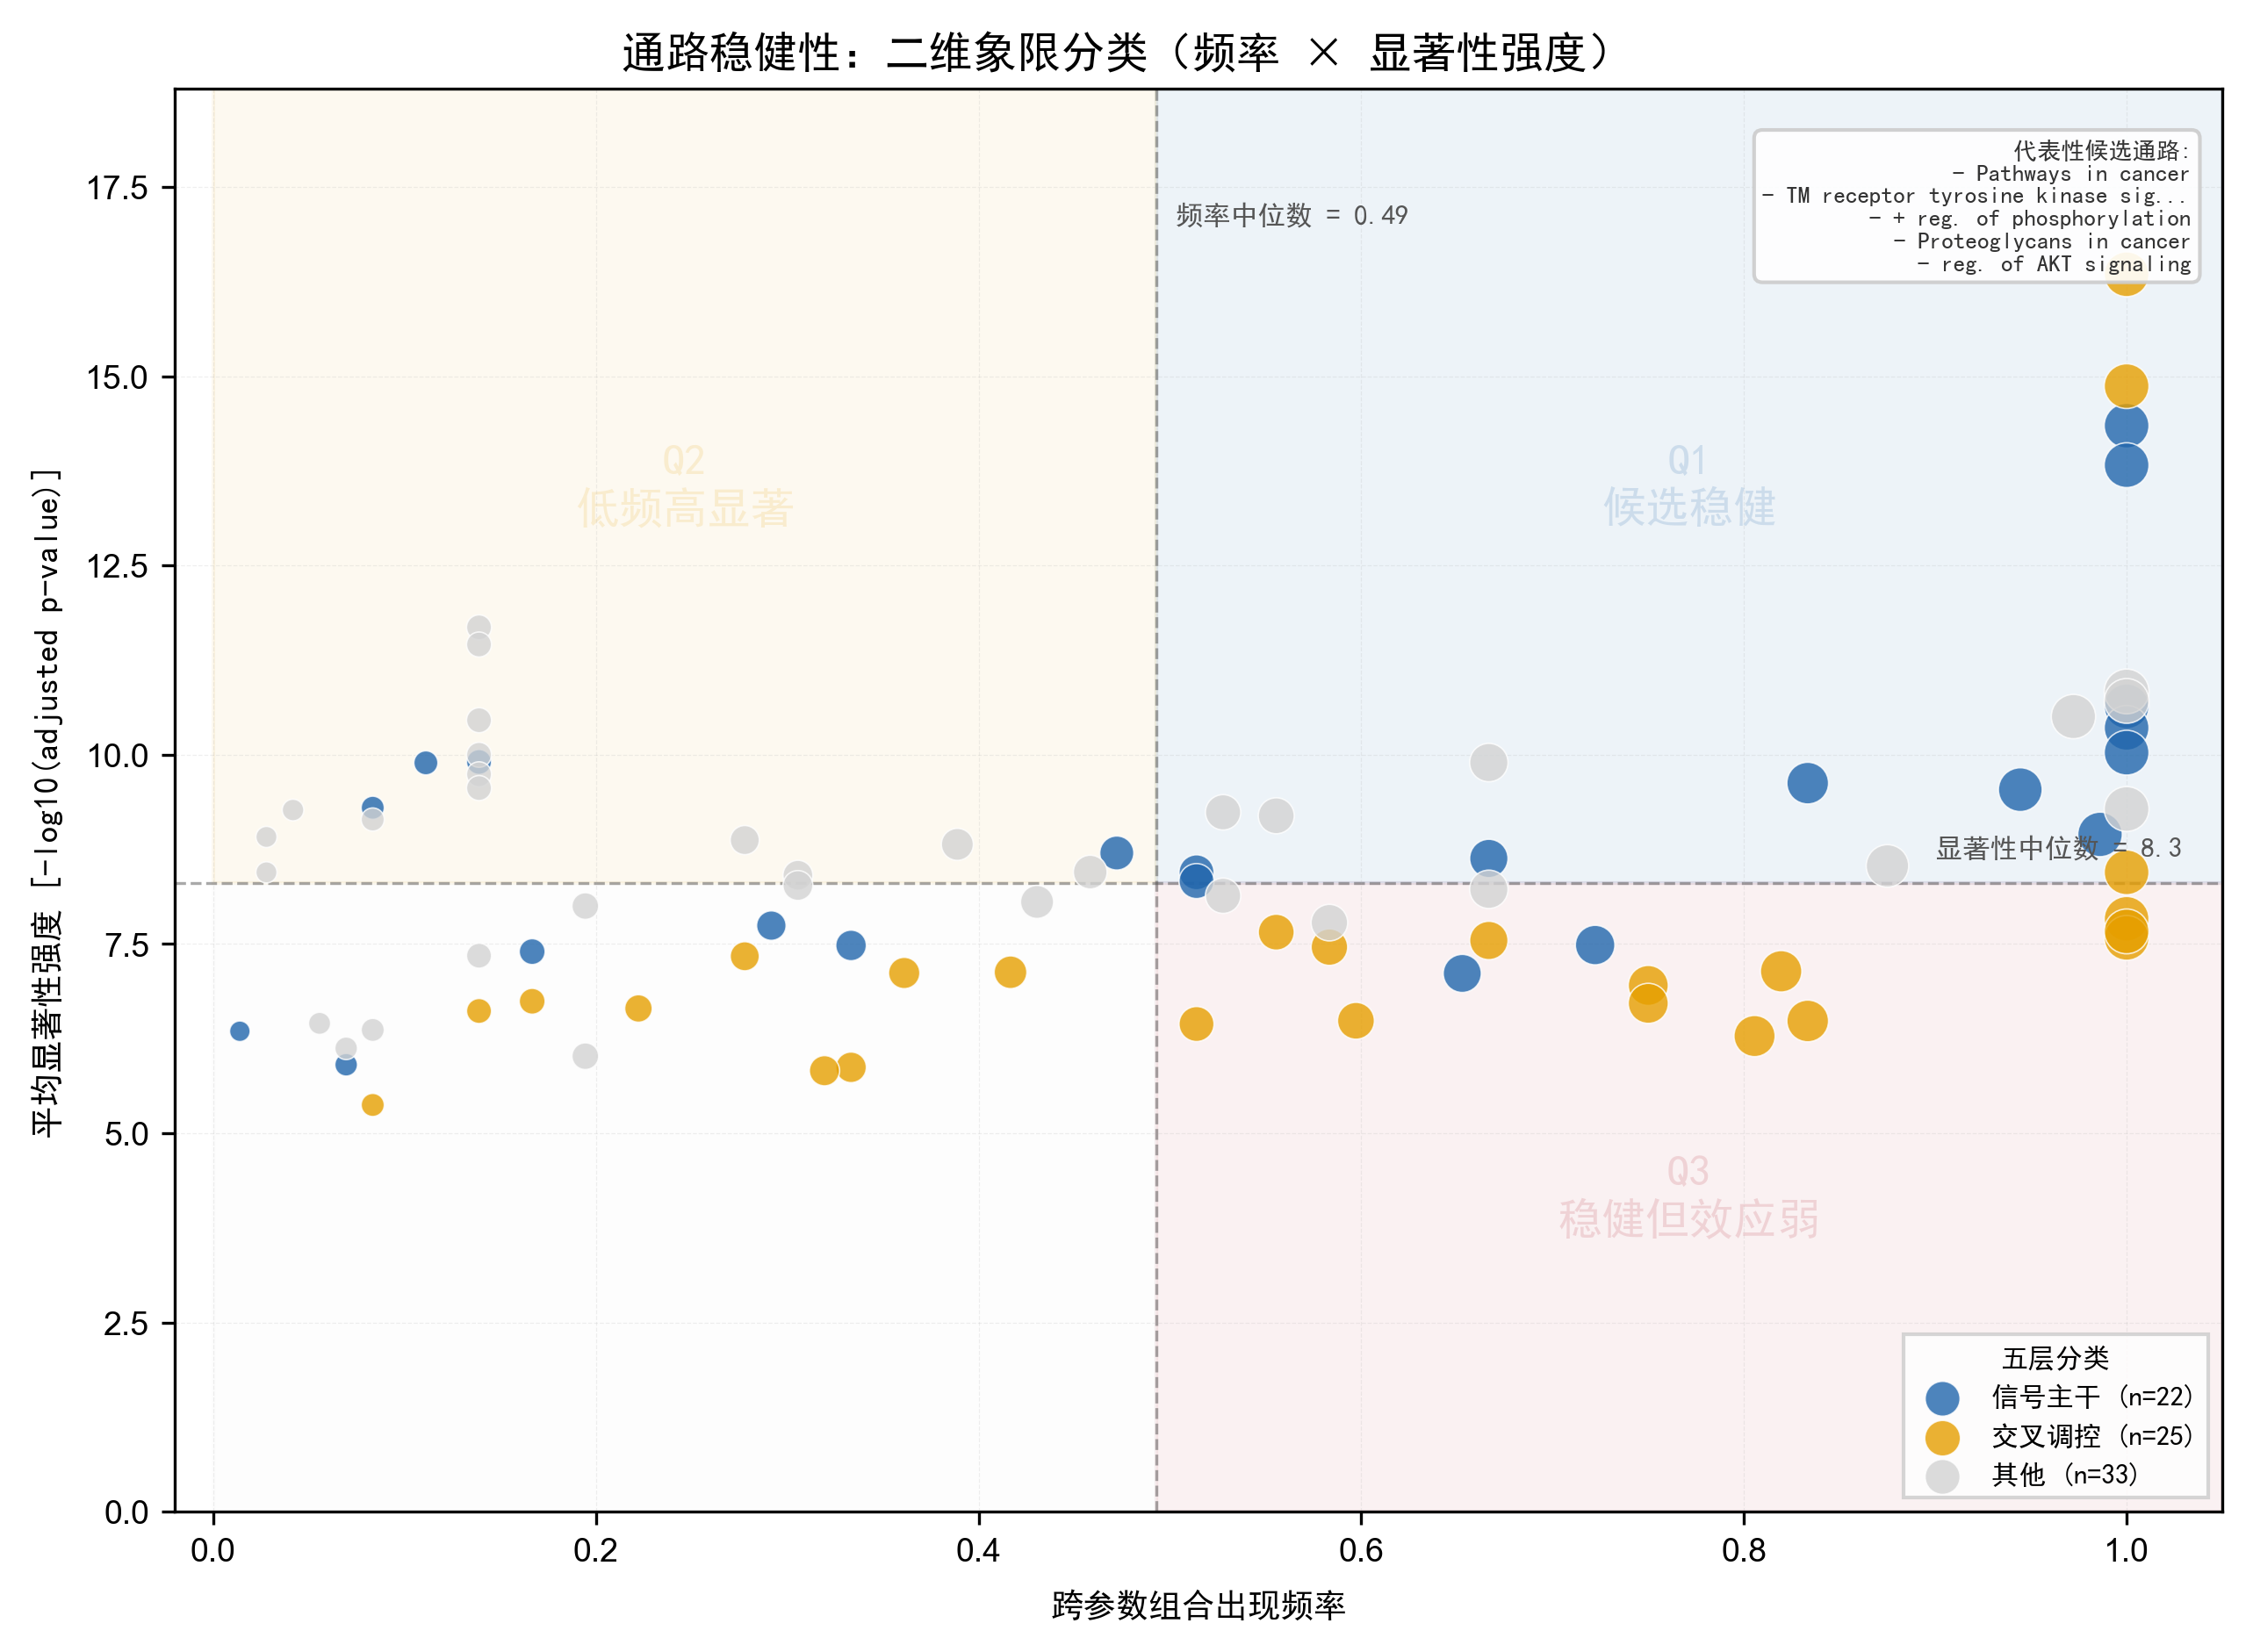 通路稳健性：二维象限分类（频率 × 显著性强度）
代表性候选通路:
- Pathways in cancer
- TM receptor tyrosine kinase sig...
- + reg. of phosphorylation
- Proteoglycans in cancer
- reg. of AKT signaling
17.5
频率中位数 = 0.49
15.0
Q2
低频高显著
Q1
候选稳健
12.5
10.0
显著性中位数 = 8.3
7.5
5.0
Q3
稳健但效应弱
2.5
五层分类
信号主干 (n=22)
交叉调控 (n=25)
其他 (n=33)
0.0
平均显著性强度 [-log10(adjusted p-value)]
0.0 0.2 0.4 0.6 0.8 1.0
跨参数组合出现频率